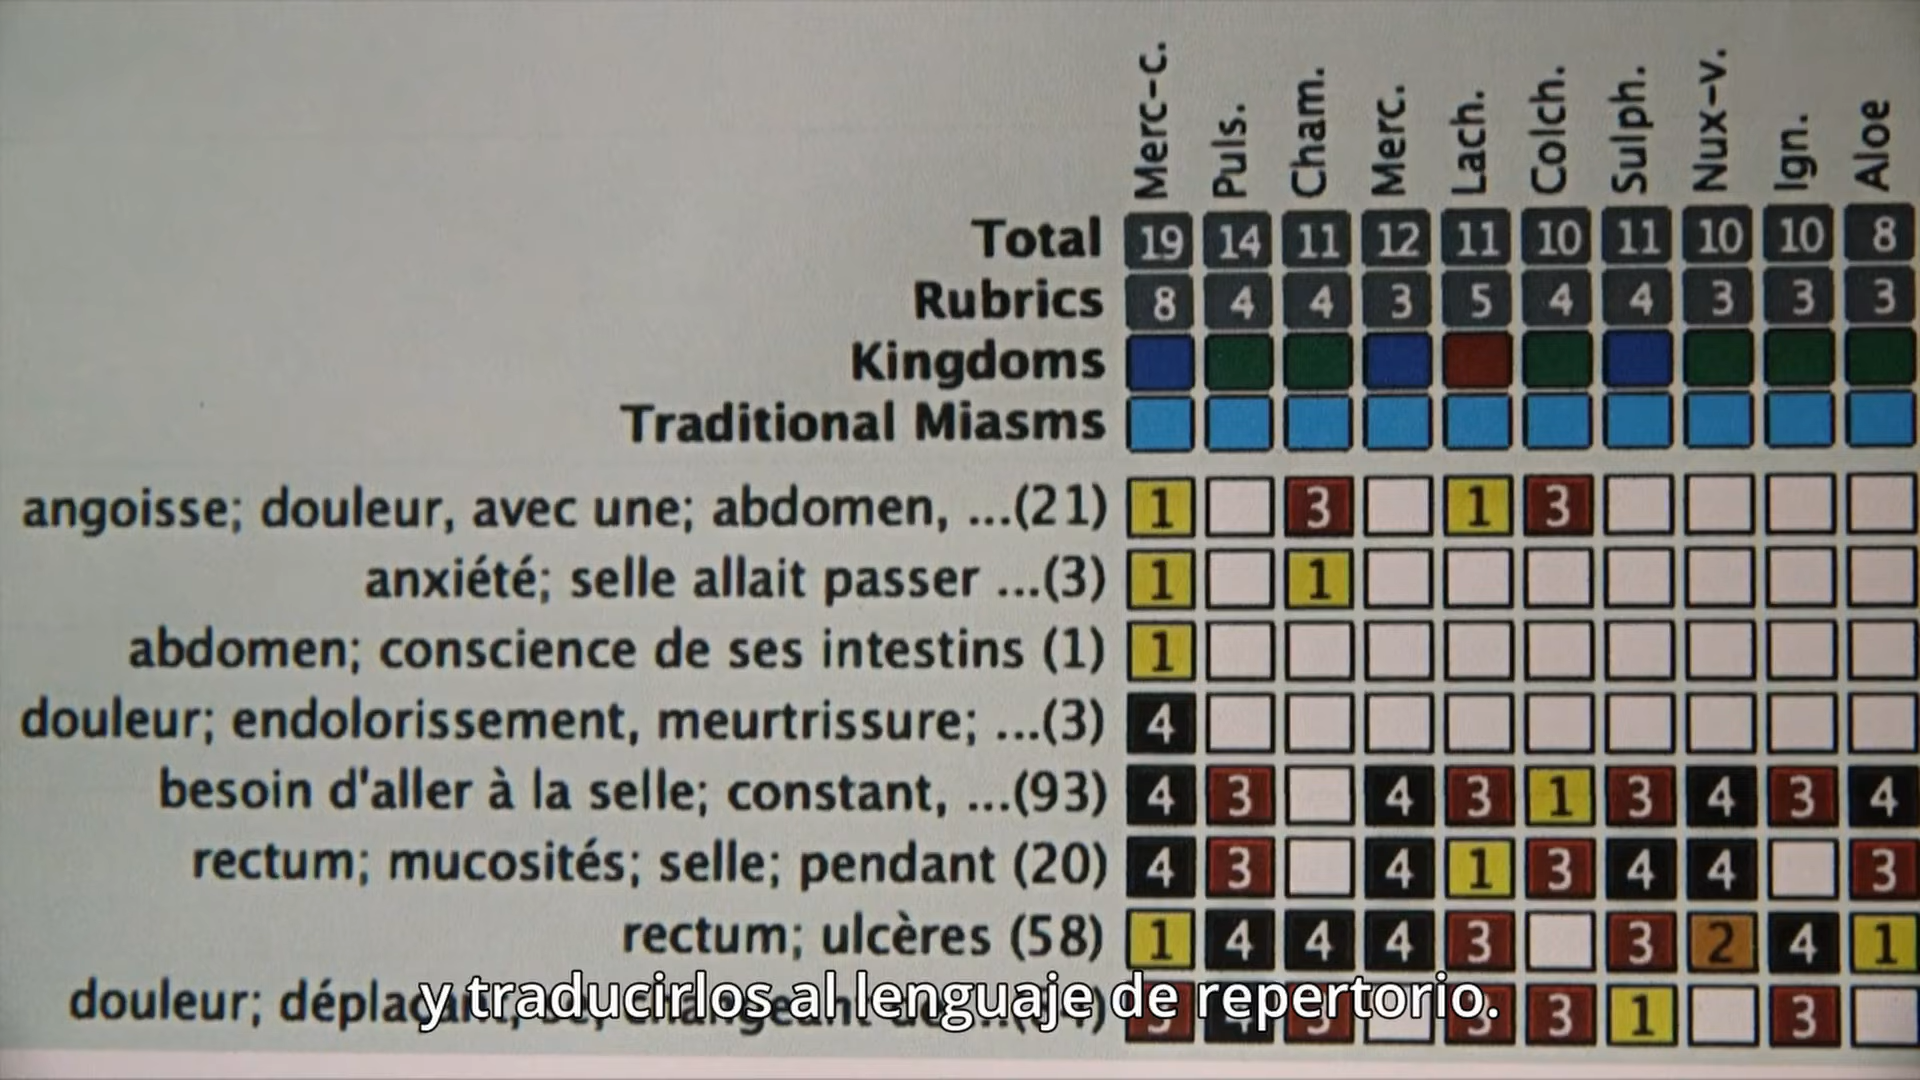 Merc-c. Puls. Cham. Merc. Lach. Colch. Sulph. Nux-v. Ign. Aloe
Total 19 14 11 12 11 10 11 10 10 8
Rubrics 8 4 4 3 5 4 4 3 3 3
Kingdoms
Traditional Miasms
angoisse; douleur, avec une; abdomen, ...(21) 1 3 1 3
anxiété; selle allait passer ...(3) 1 1
abdomen; conscience de ses intestins (1) 1
douleur; endolorissement, meurtrissure; ...(3) 4
besoin d'aller à la selle; constant, ...(93) 4 3 4 3 1 3 4 3 4
rectum; mucosités; selle; pendant (20) 4 3 4 1 3 4 4 3
rectum; ulcères (58) 1 4 4 4 3 3 2 4 1
douleur; 3 4 3 3 3 1 3
y traducirlos al lenguaje de repertorio.